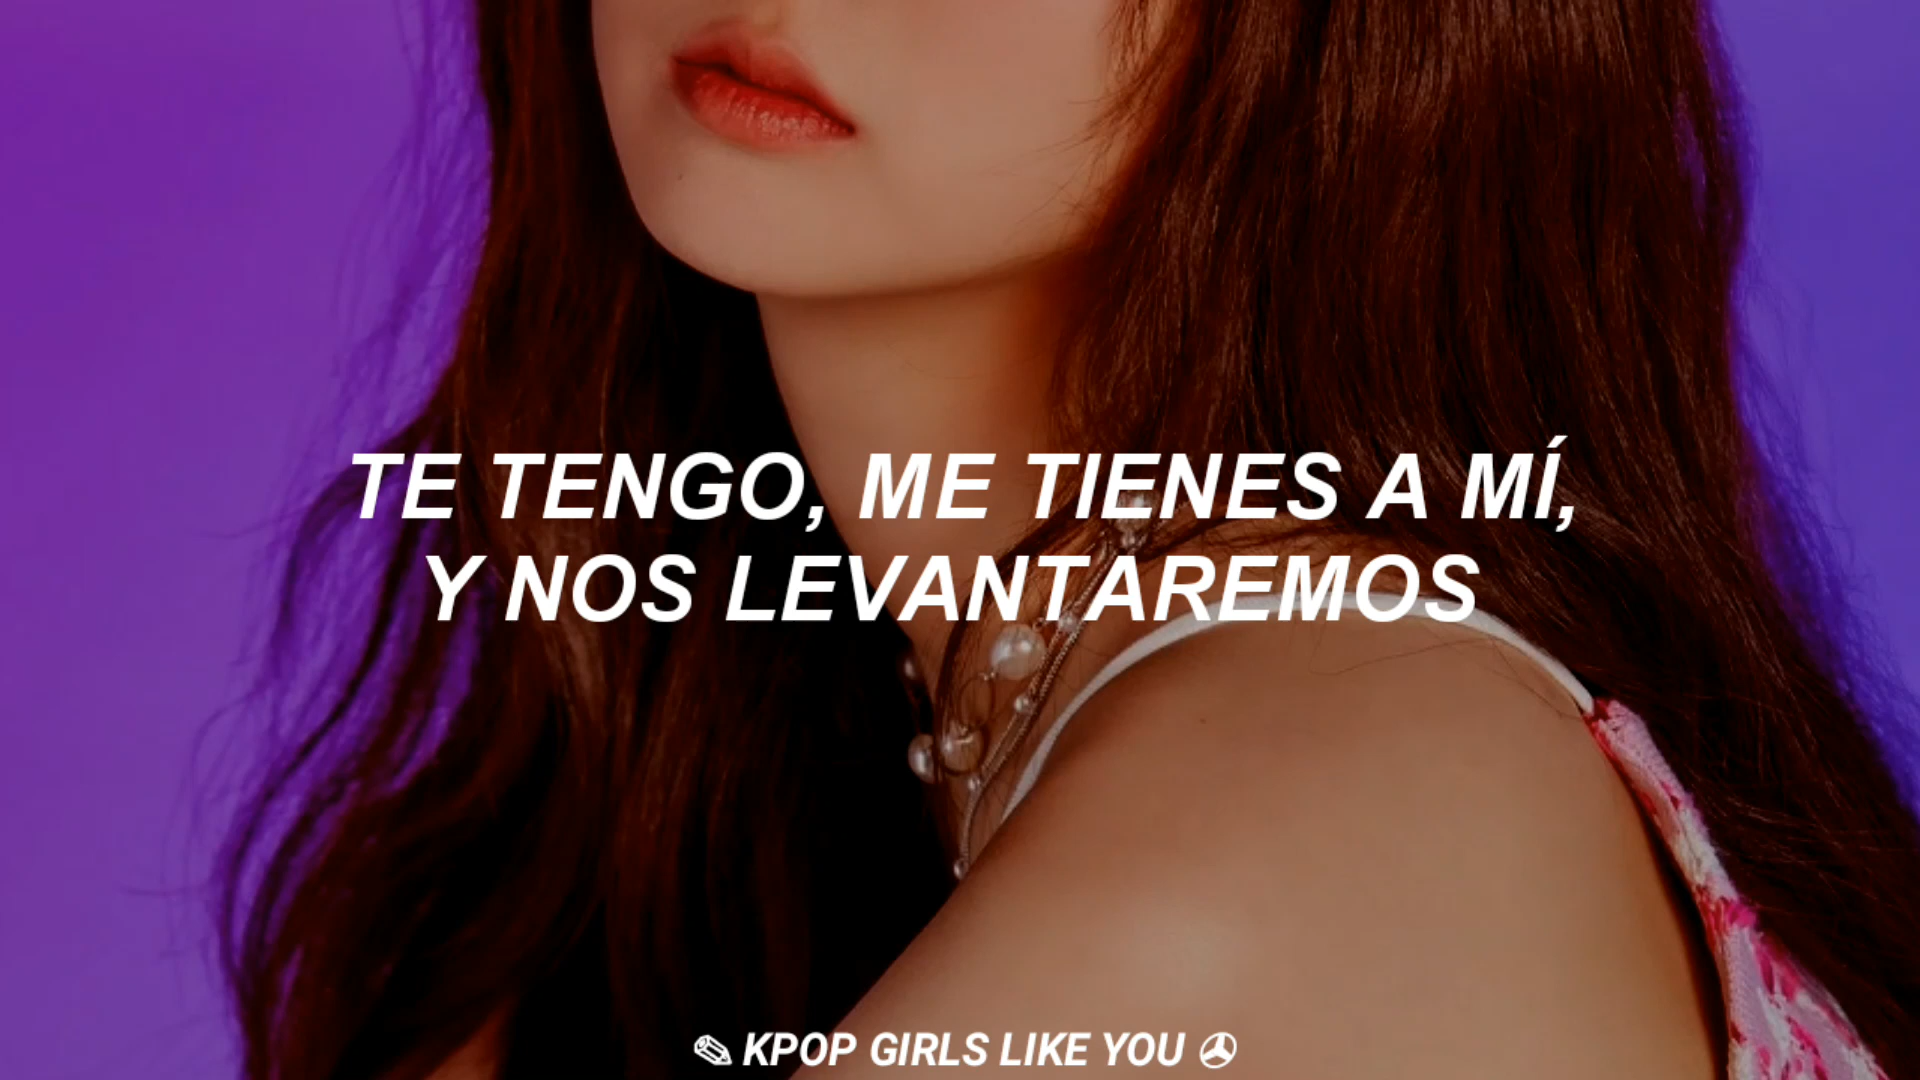 TE TENGO, ME TIENES A MÍ,
Y NOS LEVANTAREMOS
✎ KPOP GIRLS LIKE YOU